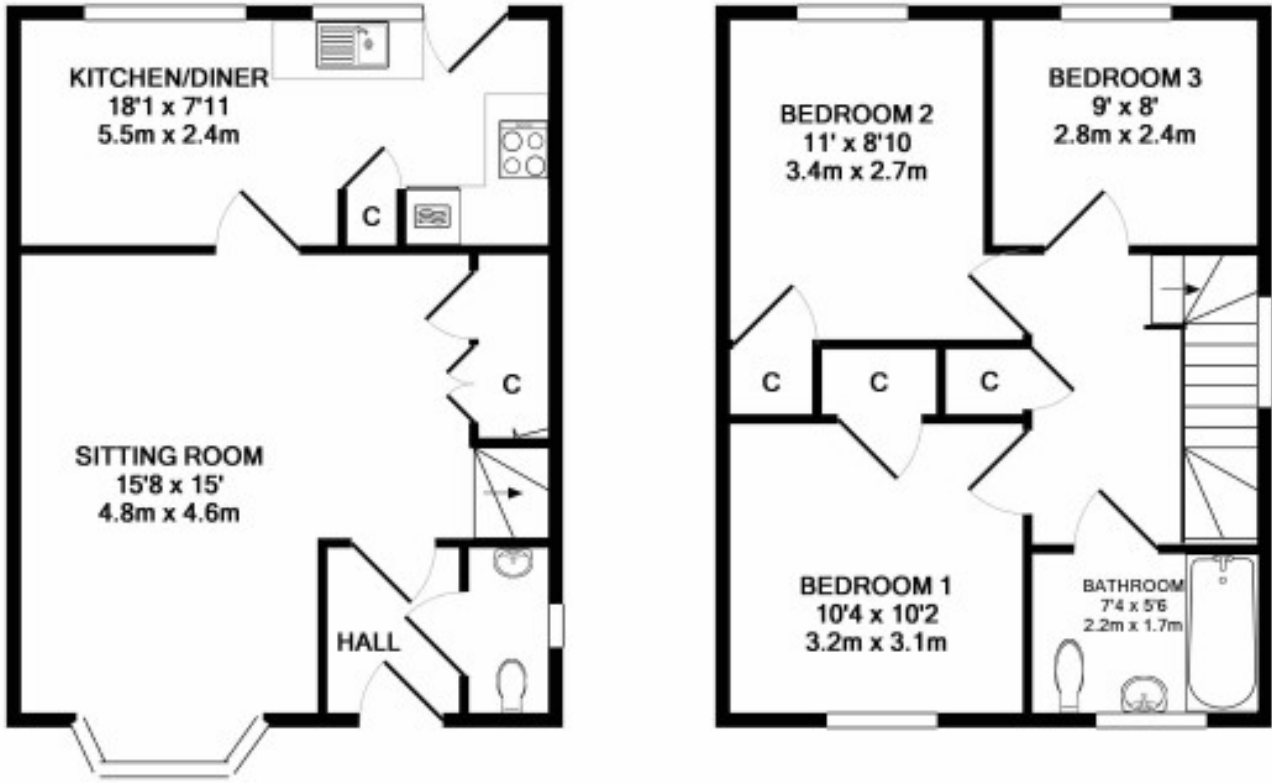 KITCHEN/DINER
18'1 x 7'11
5.5m x 2.4m
C
C
SITTING ROOM
15'8 x 15'
4.8m x 4.6m
HALL
BEDROOM 2
11' x 8'10
3.4m x 2.7m
BEDROOM 3
9' x 8'
2.8m x 2.4m
C
C
C
BEDROOM 1
10'4 x 10'2
3.2m x 3.1m
BATHROOM
7'4 x 5'6
2.2m x 1.7m